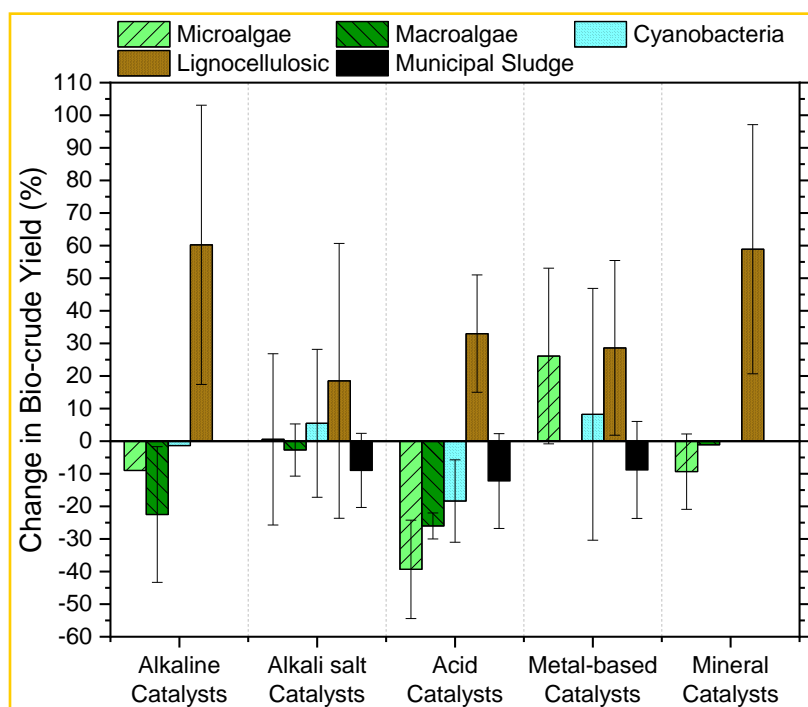 Microalgae
Macroalgae
Cyanobacteria
Lignocellulosic
Municipal Sludge
Change in Bio-crude Yield (%)
110
100
90
80
70
60
50
40
30
20
10
0
-10
-20
-30
-40
-50
-60
Alkaline
Catalysts
Alkali salt
Catalysts
Acid
Catalysts
Metal-based
Catalysts
Mineral
Catalysts